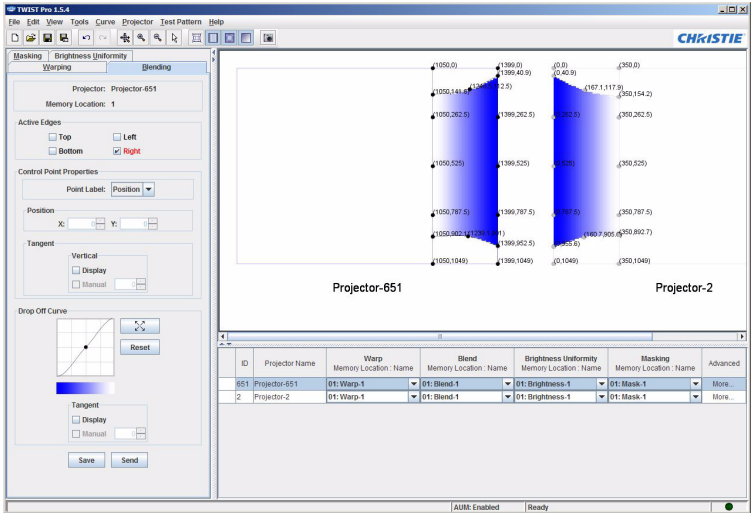 TWIST Pro 1.5.4
File Edit View Tools Curve Projector Test Pattern Help
CHRISTIE
Masking Brightness Uniformity
Warping Blending
Projector: Projector-651
Memory Location: 1
Active Edges
Top Left
Bottom Right
Control Point Properties
Point Label: Position
Position
X: 0 Y: 0
Tangent
Vertical
Display
Manual 0
Drop Off Curve
Reset
Tangent
Display
Manual 0
Save Send
(1050,0) (1399,0) (0,0) (350,0)
(1399,40.9) (0,40.9)
(167.1,117.9)
(350,154.2)
(1050,262.5) (1399,262.5) (350,262.5)
(1050,525) (1399,525) (350,525)
(1050,787.5) (1399,787.5) (350,787.5)
(350,892.7)
(1399,952.5)
(1050,1049) (1399,1049) (0,1049) (350,1049)
Projector-651 Projector-2
ID Projector Name Warp Blend Brightness Uniformity Masking Advanced
Memory Location : Name Memory Location : Name Memory Location : Name Memory Location : Name
651 Projector-651 01: Warp-1 01: Blend-1 01: Brightness-1 01: Mask-1 More...
2 Projector-2 01: Warp-1 01: Blend-1 01: Brightness-1 01: Mask-1 More...
AUM: Enabled Ready